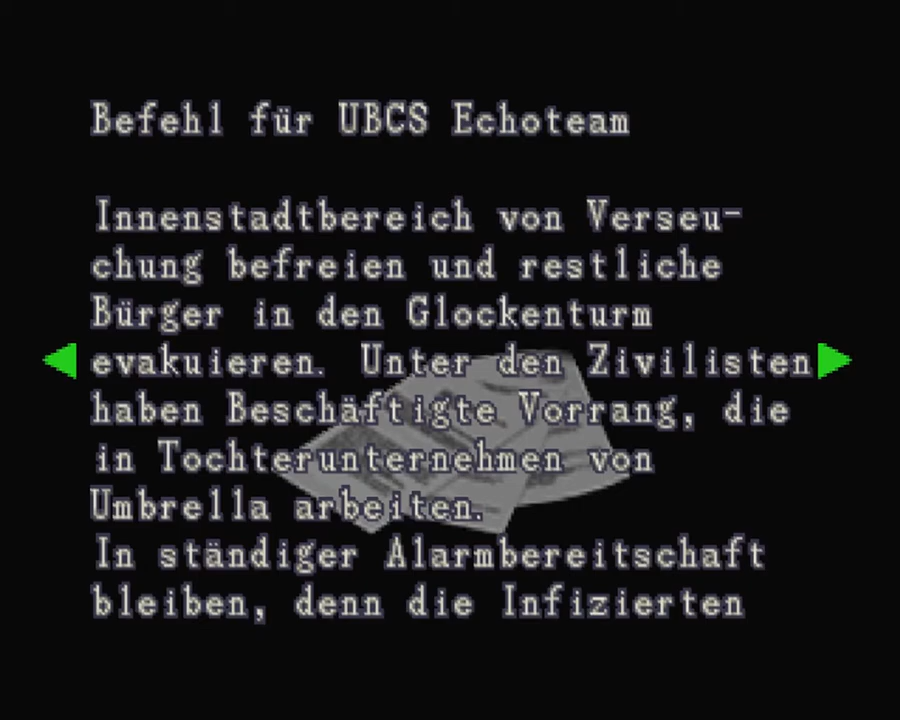 Befehl für UBCS Echoteam
Innenstadtbereich von Verseu-
chung befreien und restliche
Bürger in den Glockenturm
evakuieren. Unter den Zivilisten
haben Beschäftigte Vorrang, die
in Tochterunternehmen von
Umbrella arbeiten.
In ständiger Alarmbereitschaft
bleiben, denn die Infizierten